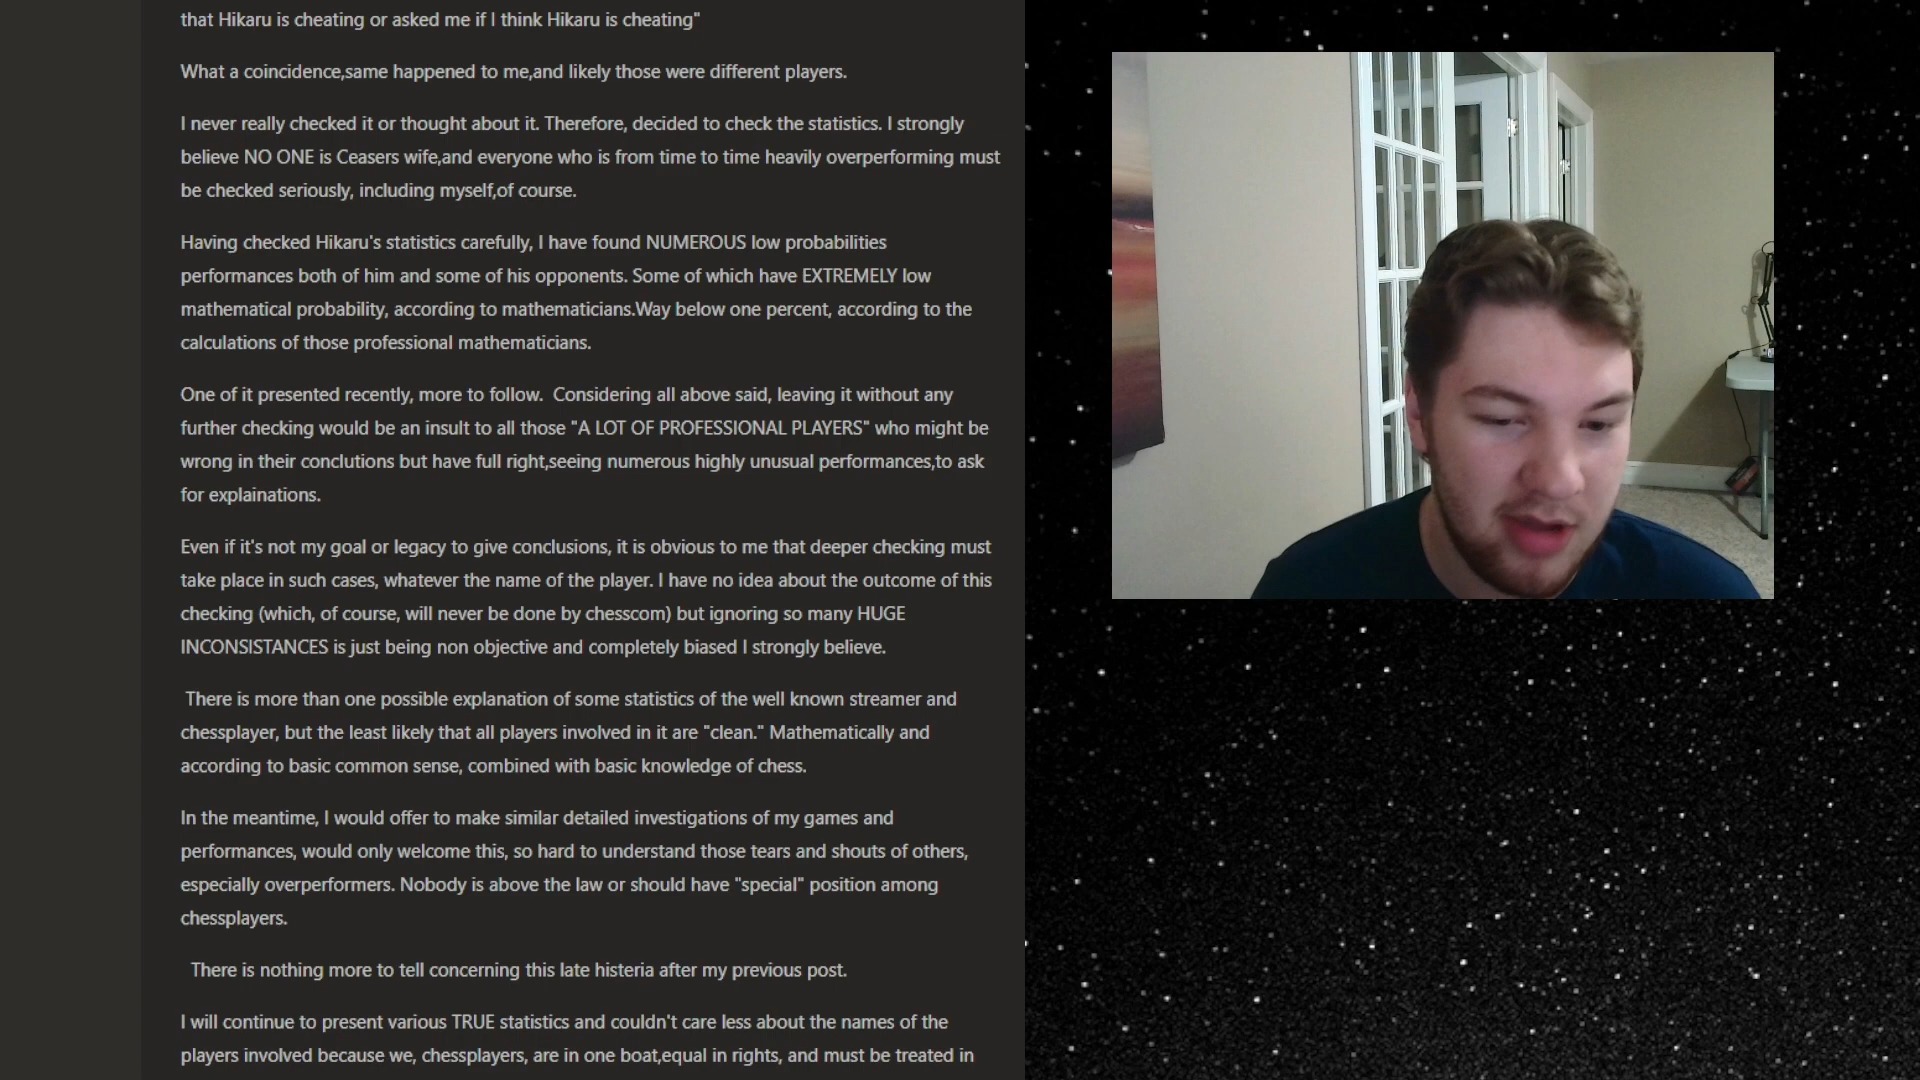 that Hikaru is cheating or asked me if I think Hikaru is cheating"
What a coincidence,same happened to me,and likely those were different players.
I never really checked it or thought about it. Therefore, decided to check the statistics. I strongly
believe NO ONE is Ceasers wife,and everyone who is from time to time heavily overperforming must
be checked seriously, including myself,of course.
Having checked Hikaru's statistics carefully, I have found NUMEROUS low probabilities
performances both of him and some of his opponents. Some of which have EXTREMELY low
mathematical probability, according to mathematicians.Way below one percent, according to the
calculations of those professional mathematicians.
One of it presented recently, more to follow.  Considering all above said, leaving it without any
further checking would be an insult to all those "A LOT OF PROFESSIONAL PLAYERS" who might be
wrong in their conclutions but have full right,seeing numerous highly unusual performances,to ask
for explainations.
Even if it's not my goal or legacy to give conclusions, it is obvious to me that deeper checking must
take place in such cases, whatever the name of the player. I have no idea about the outcome of this
checking (which, of course, will never be done by chesscom) but ignoring so many HUGE
INCONSISTANCES is just being non objective and completely biased I strongly believe.
There is more than one possible explanation of some statistics of the well known streamer and
chessplayer, but the least likely that all players involved in it are "clean." Mathematically and
according to basic common sense, combined with basic knowledge of chess.
In the meantime, I would offer to make similar detailed investigations of my games and
performances, would only welcome this, so hard to understand those tears and shouts of others,
especially overperformers. Nobody is above the law or should have "special" position among
chessplayers.
There is nothing more to tell concerning this late histeria after my previous post.
I will continue to present various TRUE statistics and couldn't care less about the names of the
players involved because we, chessplayers, are in one boat,equal in rights, and must be treated in